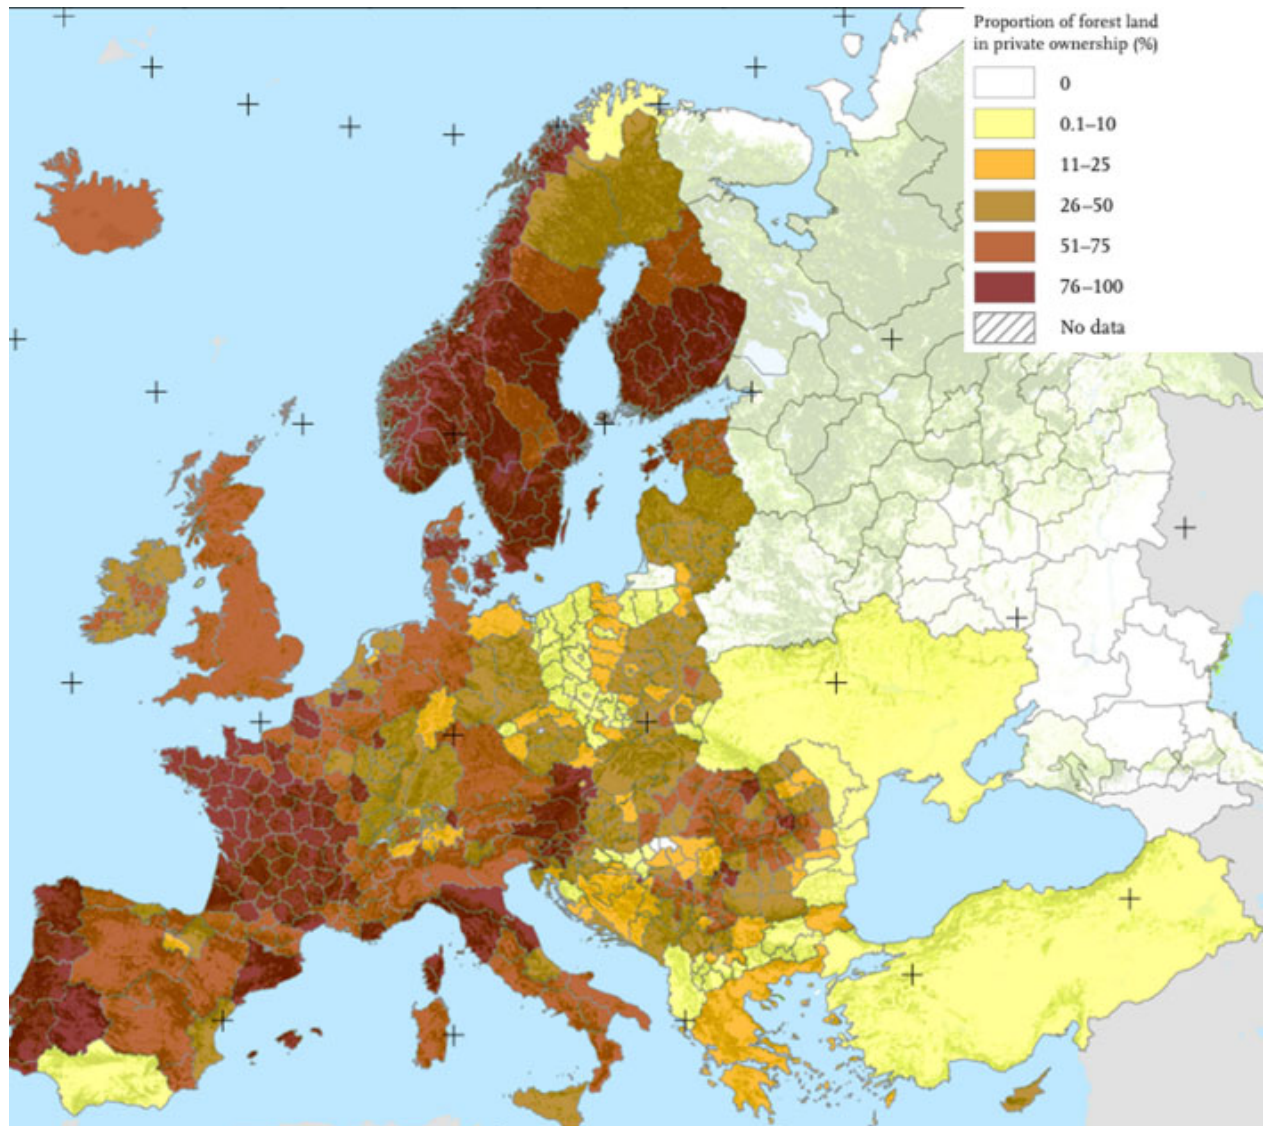 Proportion of forest land
in private ownership (%)
0
0.1–10
11–25
26–50
51–75
76–100
No data